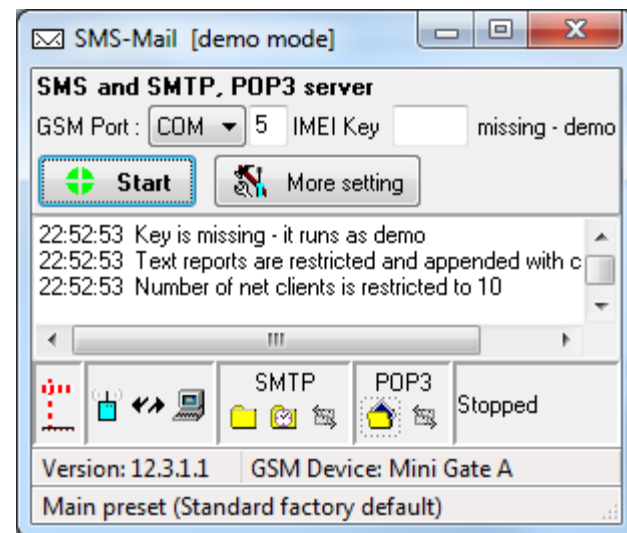 SMS-Mail [demo mode]
SMS and SMTP, POP3 server
GSM Port : COM 5 IMEI Key missing - demo
Start More setting
22:52:53 Key is missing - it runs as demo
22:52:53 Text reports are restricted and appended with c
22:52:53 Number of net clients is restricted to 10
SMTP POP3
Stopped
Version: 12.3.1.1 GSM Device: Mini Gate A
Main preset (Standard factory default)